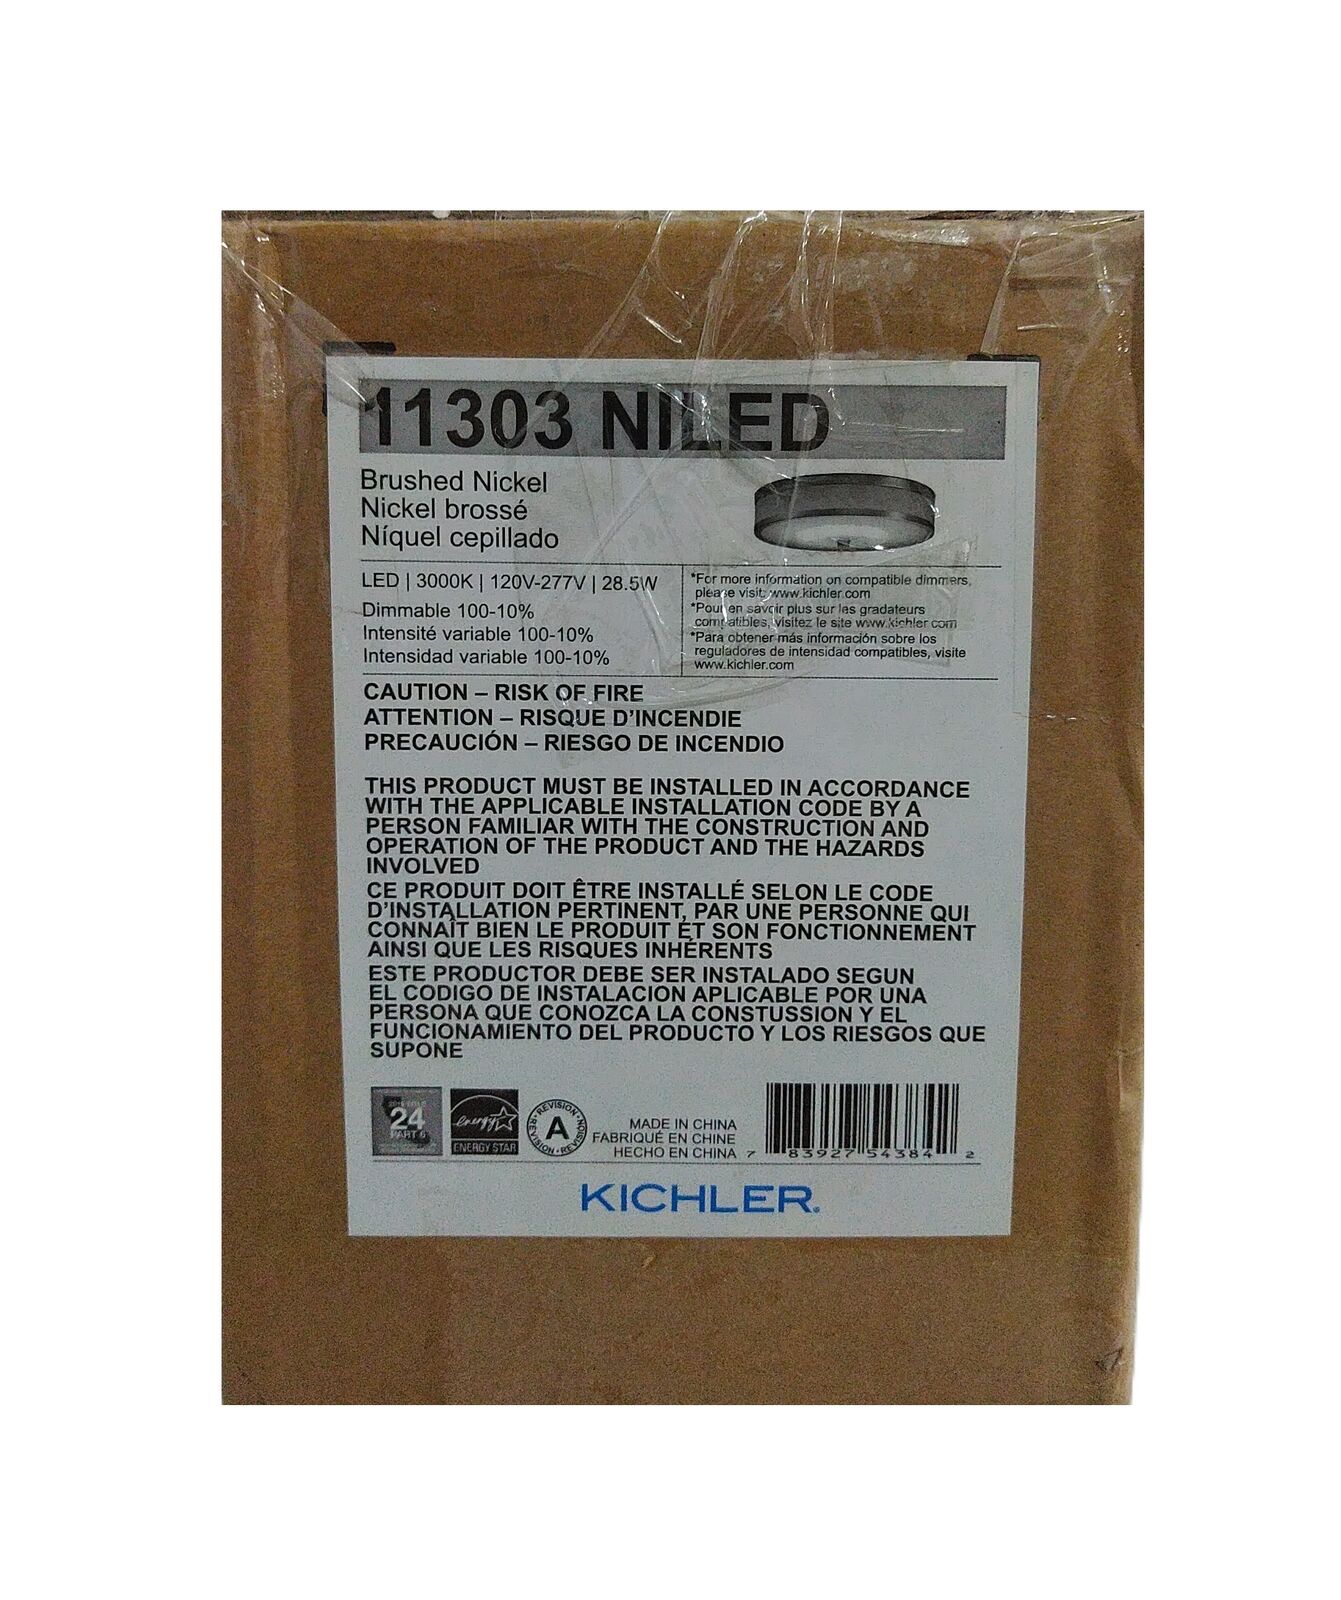 11303 NILED
Brushed Nickel
Nickel brossé
Níquel cepillado
LED | 3000K | 120V-277V | 28.5W
Dimmable 100-10%
Intensité variable 100-10%
Intensidad variable 100-10%
*For more information on compatible dimmers,
please visit: www.kichler.com
*Pour en savoir plus sur les gradateurs
compatibles, visitez le site www.kichler.com
*Para obtener más información sobre los
reguladores de intensidad compatibles, visite
www.kichler.com
CAUTION – RISK OF FIRE
ATTENTION – RISQUE D'INCENDIE
PRECAUCIÓN – RIESGO DE INCENDIO
THIS PRODUCT MUST BE INSTALLED IN ACCORDANCE
WITH THE APPLICABLE INSTALLATION CODE BY A
PERSON FAMILIAR WITH THE CONSTRUCTION AND
OPERATION OF THE PRODUCT AND THE HAZARDS
INVOLVED
CE PRODUIT DOIT ÊTRE INSTALLÉ SELON LE CODE
D'INSTALLATION PERTINENT, PAR UNE PERSONNE QUI
CONNAÎT BIEN LE PRODUIT ET SON FONCTIONNEMENT
AINSI QUE LES RISQUES INHÉRENTS
ESTE PRODUCTOR DEBE SER INSTALADO SEGUN
EL CODIGO DE INSTALACION APLICABLE POR UNA
PERSONA QUE CONOZCA LA CONSTUSSION Y EL
FUNCIONAMIENTO DEL PRODUCTO Y LOS RIESGOS QUE
SUPONE
24
PART 6
energy
ENERGY STAR
REVISION • REVISION • REVISION
A
MADE IN CHINA
FABRIQUÉ EN CHINE
HECHO EN CHINA
7 83927 54384 2
KICHLER®